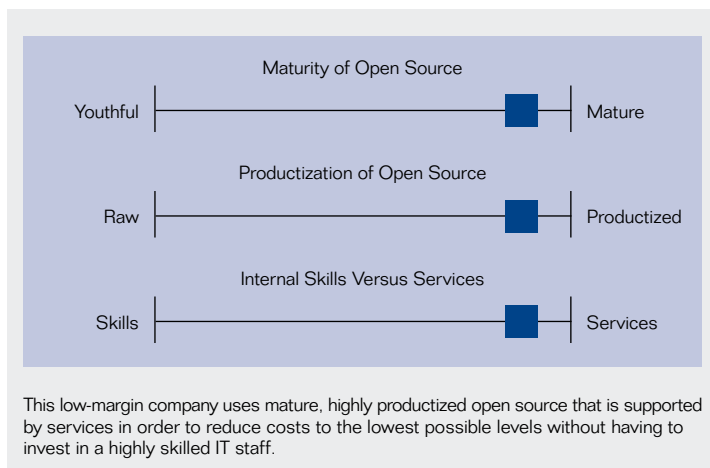 Maturity of Open Source
Youthful Mature
Productization of Open Source
Raw Productized
Internal Skills Versus Services
Skills Services
This low-margin company uses mature, highly productized open source that is supported
by services in order to reduce costs to the lowest possible levels without having to
invest in a highly skilled IT staff.